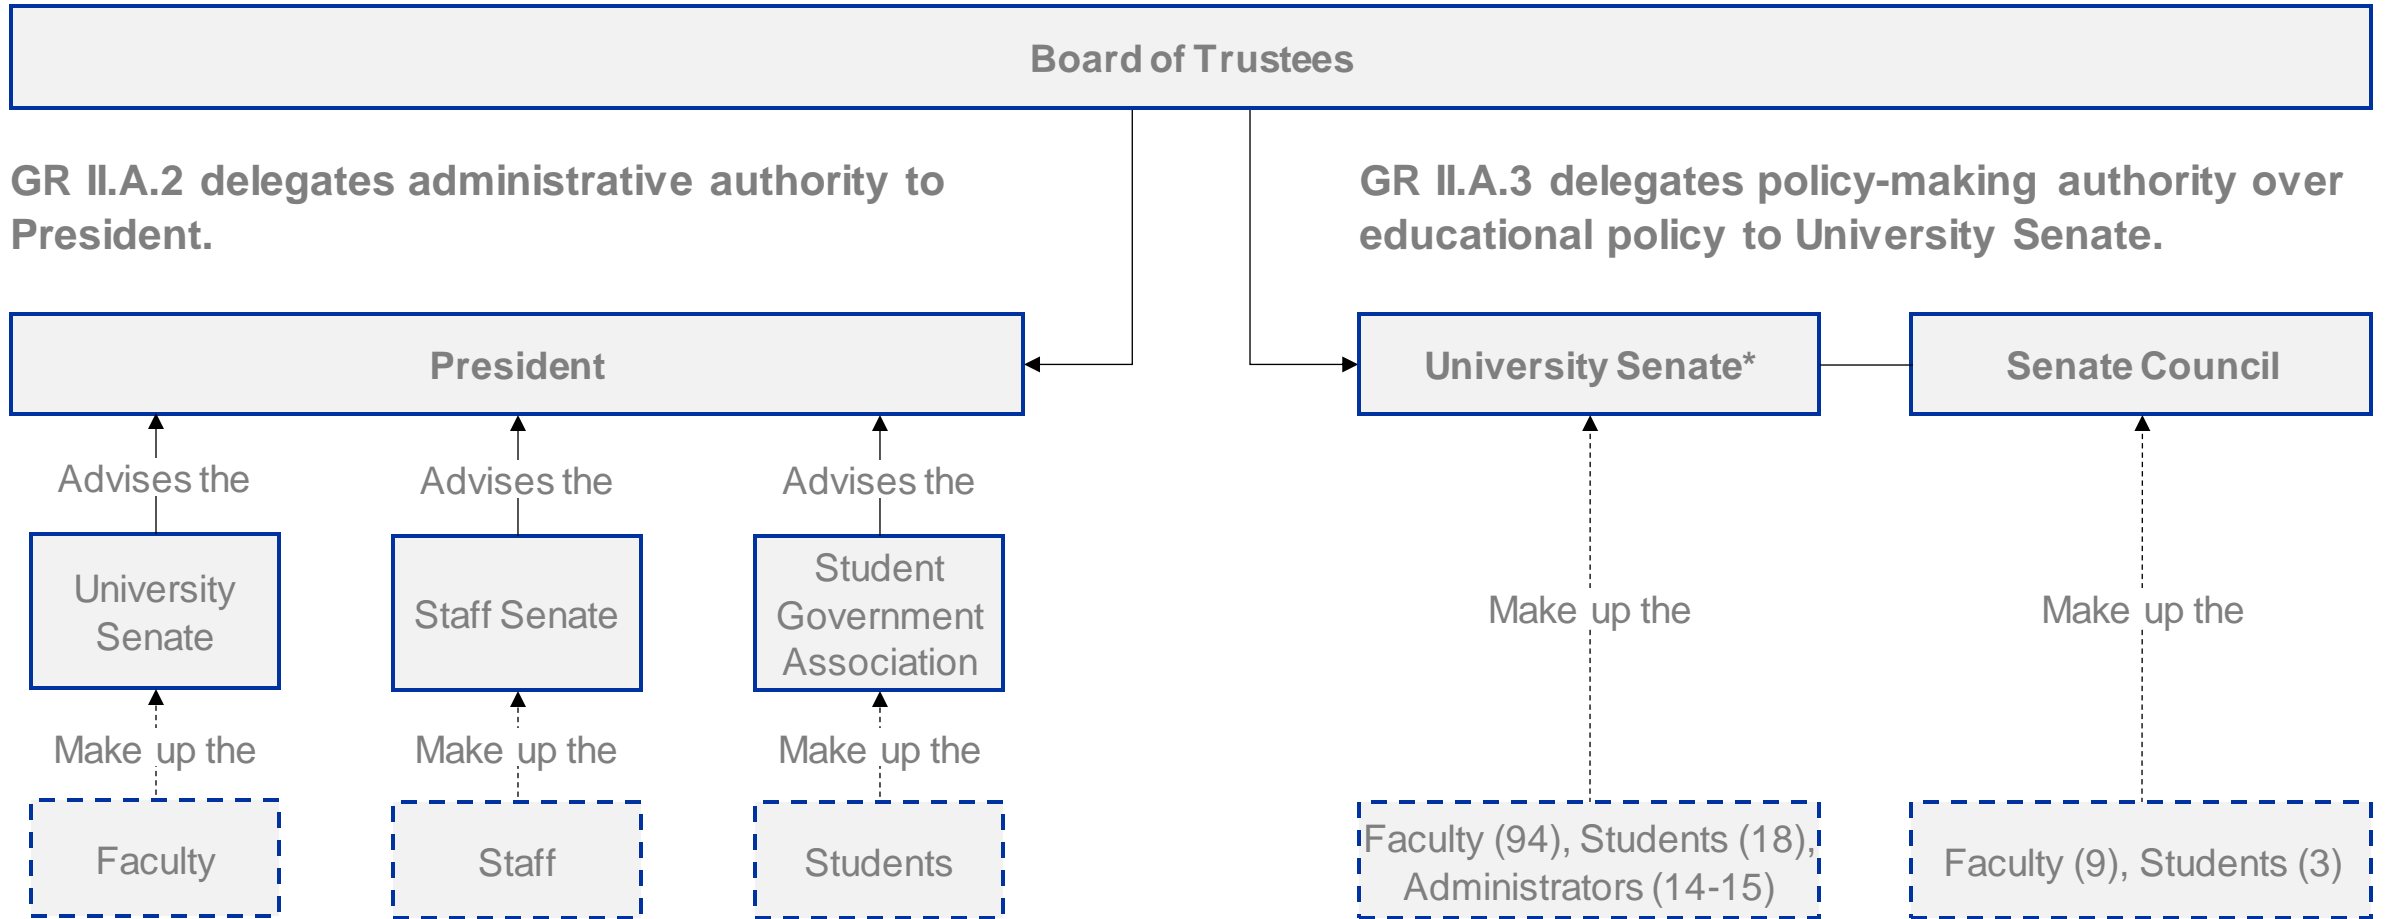 Board of Trustees
GR II.A.2 delegates administrative authority to
President.
GR II.A.3 delegates policy-making authority over
educational policy to University Senate.
President
University Senate*
Senate Council
Advises the
Advises the
Advises the
University
Senate
Staff Senate
Student
Government
Association
Make up the
Make up the
Make up the
Make up the
Make up the
Faculty
Staff
Students
Faculty (94), Students (18),
Administrators (14-15)
Faculty (9), Students (3)